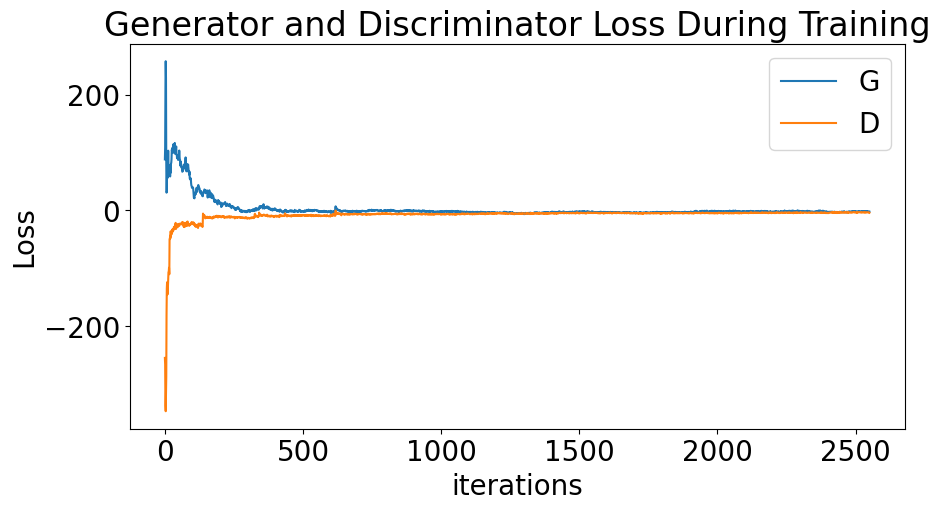 Generator and Discriminator Loss During Training
G
D
200
0
−200
Loss
0 500 1000 1500 2000 2500
iterations